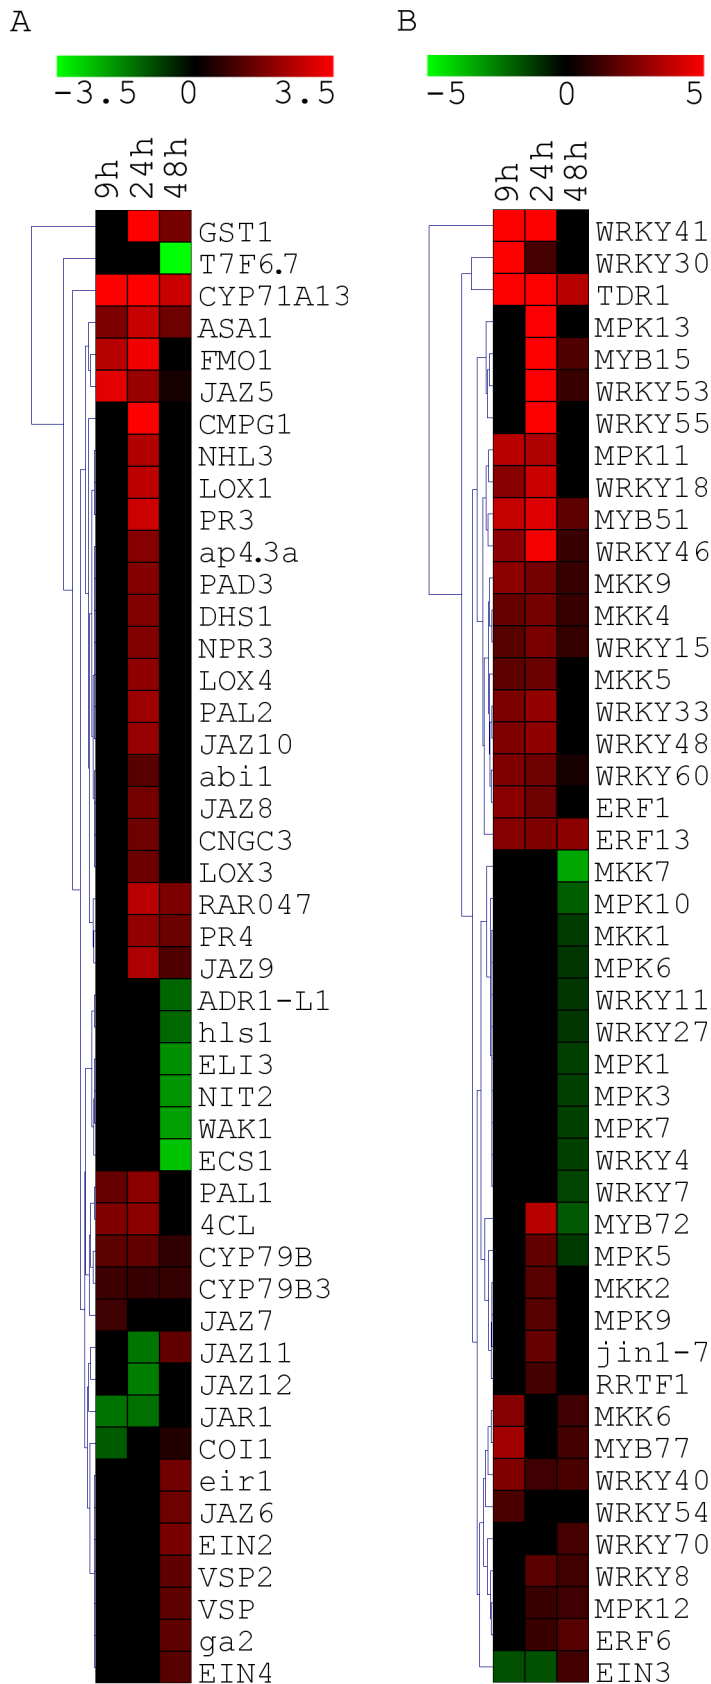 A
B
-3.5 0 3.5
-5 0 5
9h 24h 48h
9h 24h 48h
GST1
T7F6.7
CYP71A13
ASA1
FMO1
JAZ5
CMPG1
NHL3
LOX1
PR3
ap4.3a
PAD3
DHS1
NPR3
LOX4
PAL2
JAZ10
abi1
JAZ8
CNGC3
LOX3
RAR047
PR4
JAZ9
ADR1-L1
hls1
ELI3
NIT2
WAK1
ECS1
PAL1
4CL
CYP79B
CYP79B3
JAZ7
JAZ11
JAZ12
JAR1
COI1
eir1
JAZ6
EIN2
VSP2
VSP
ga2
EIN4
WRKY41
WRKY30
TDR1
MPK13
MYB15
WRKY53
WRKY55
MPK11
WRKY18
MYB51
WRKY46
MKK9
MKK4
WRKY15
MKK5
WRKY33
WRKY48
WRKY60
ERF1
ERF13
MKK7
MPK10
MKK1
MPK6
WRKY11
WRKY27
MPK1
MPK3
MPK7
WRKY4
WRKY7
MYB72
MPK5
MKK2
MPK9
jin1-7
RRTF1
MKK6
MYB77
WRKY40
WRKY54
WRKY70
WRKY8
MPK12
ERF6
EIN3